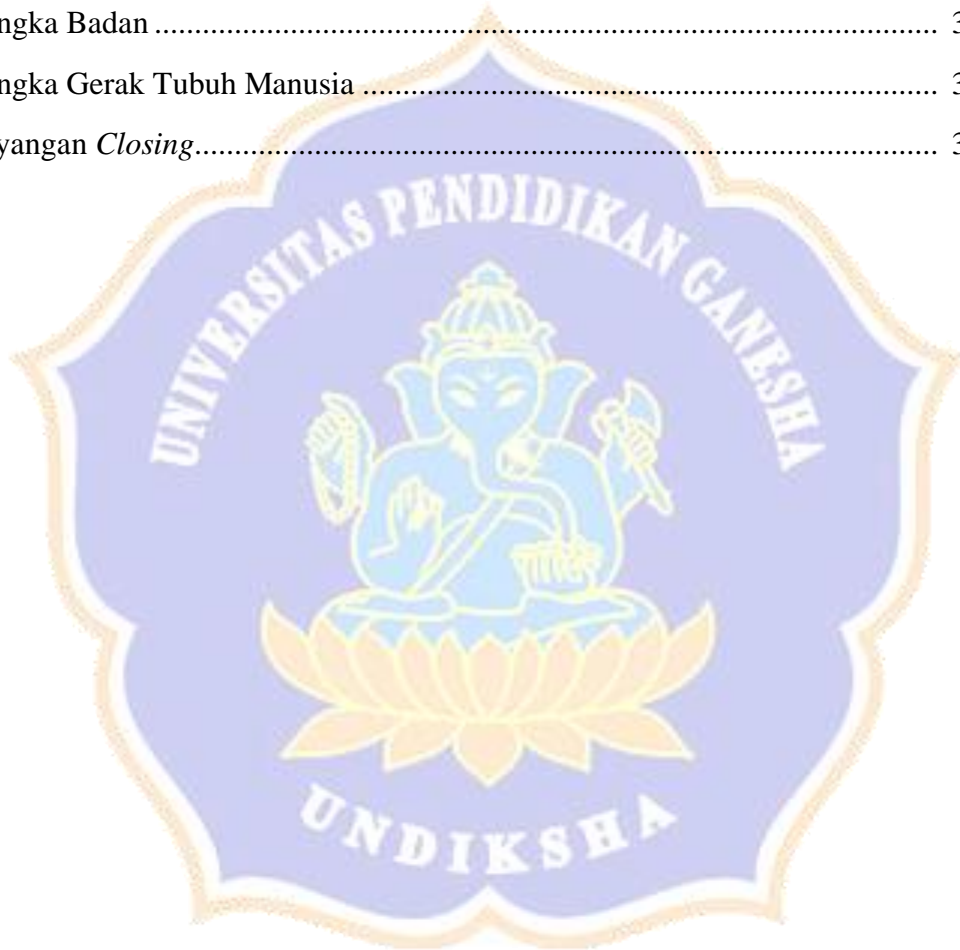 ngka Badan ........................................................................................... 3
ngka Gerak Tubuh Manusia ................................................................... 3
yangan Closing........................................................................................ 3
UNIVERSITAS PENDIDIKAN GANESHA
UNDIKSHA